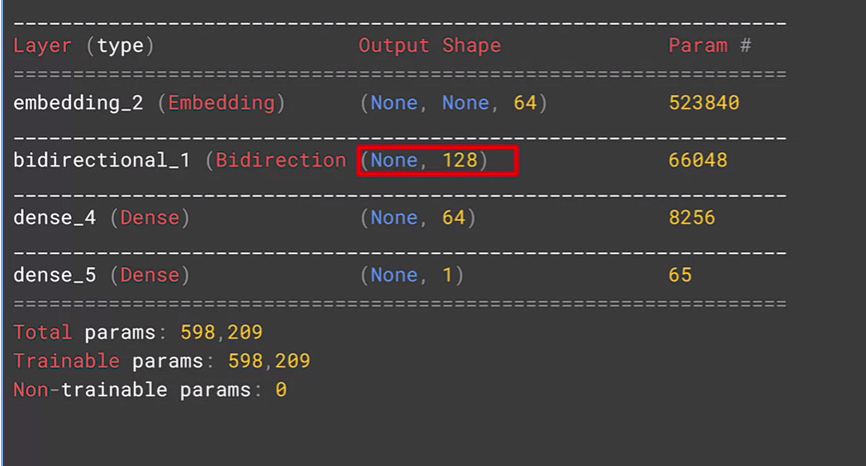 Layer (type) Output Shape Param #
embedding_2 (Embedding) (None, None, 64) 523840
bidirectional_1 (Bidirection (None, 128) 66048
dense_4 (Dense) (None, 64) 8256
dense_5 (Dense) (None, 1) 65
Total params: 598,209
Trainable params: 598,209
Non-trainable params: 0